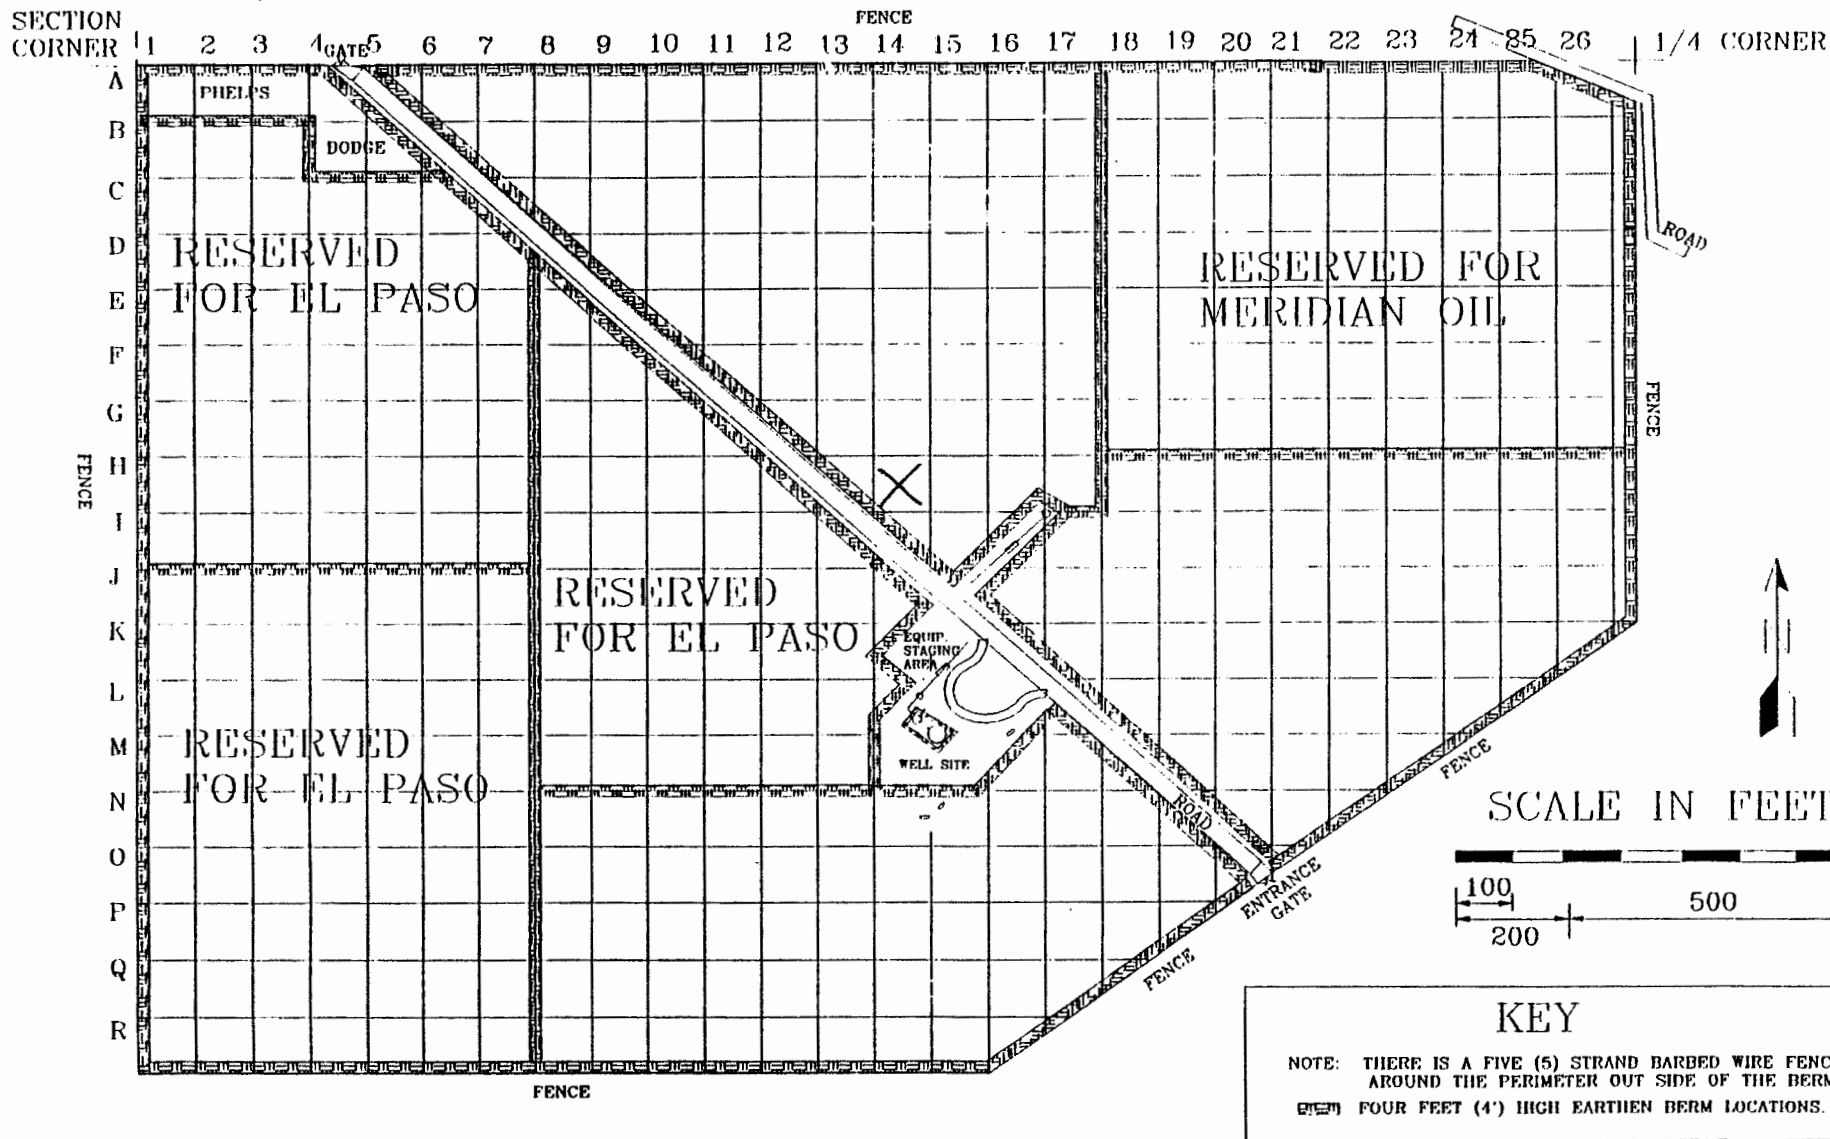 SECTION
CORNER
FENCE
1 2 3 4 GATE 5 6 7 8 9 10 11 12 13 14 15 16 17 18 19 20 21 22 23 24 25 26
1/4 CORNER
A
PHELPS
B
DODGE
C
D
RESERVED
FOR EL PASO
E
RESERVED FOR
MERIDIAN OIL
ROAD
F
G
FENCE
H
FENCE
I
J
RESERVED
FOR EL PASO
K
EQUIP.
STAGING
AREA
L
M
RESERVED
FOR EL PASO
WELL SITE
FENCE
N
ROAD
SCALE IN FEET
O
ENTRANCE
GATE
100
500
200
P
Q
FENCE
R
FENCE
KEY
NOTE: THERE IS A FIVE (5) STRAND BARBED WIRE FENC
AROUND THE PERIMETER OUT SIDE OF THE BERM
FOUR FEET (4') HIGH EARTHEN BERM LOCATIONS.